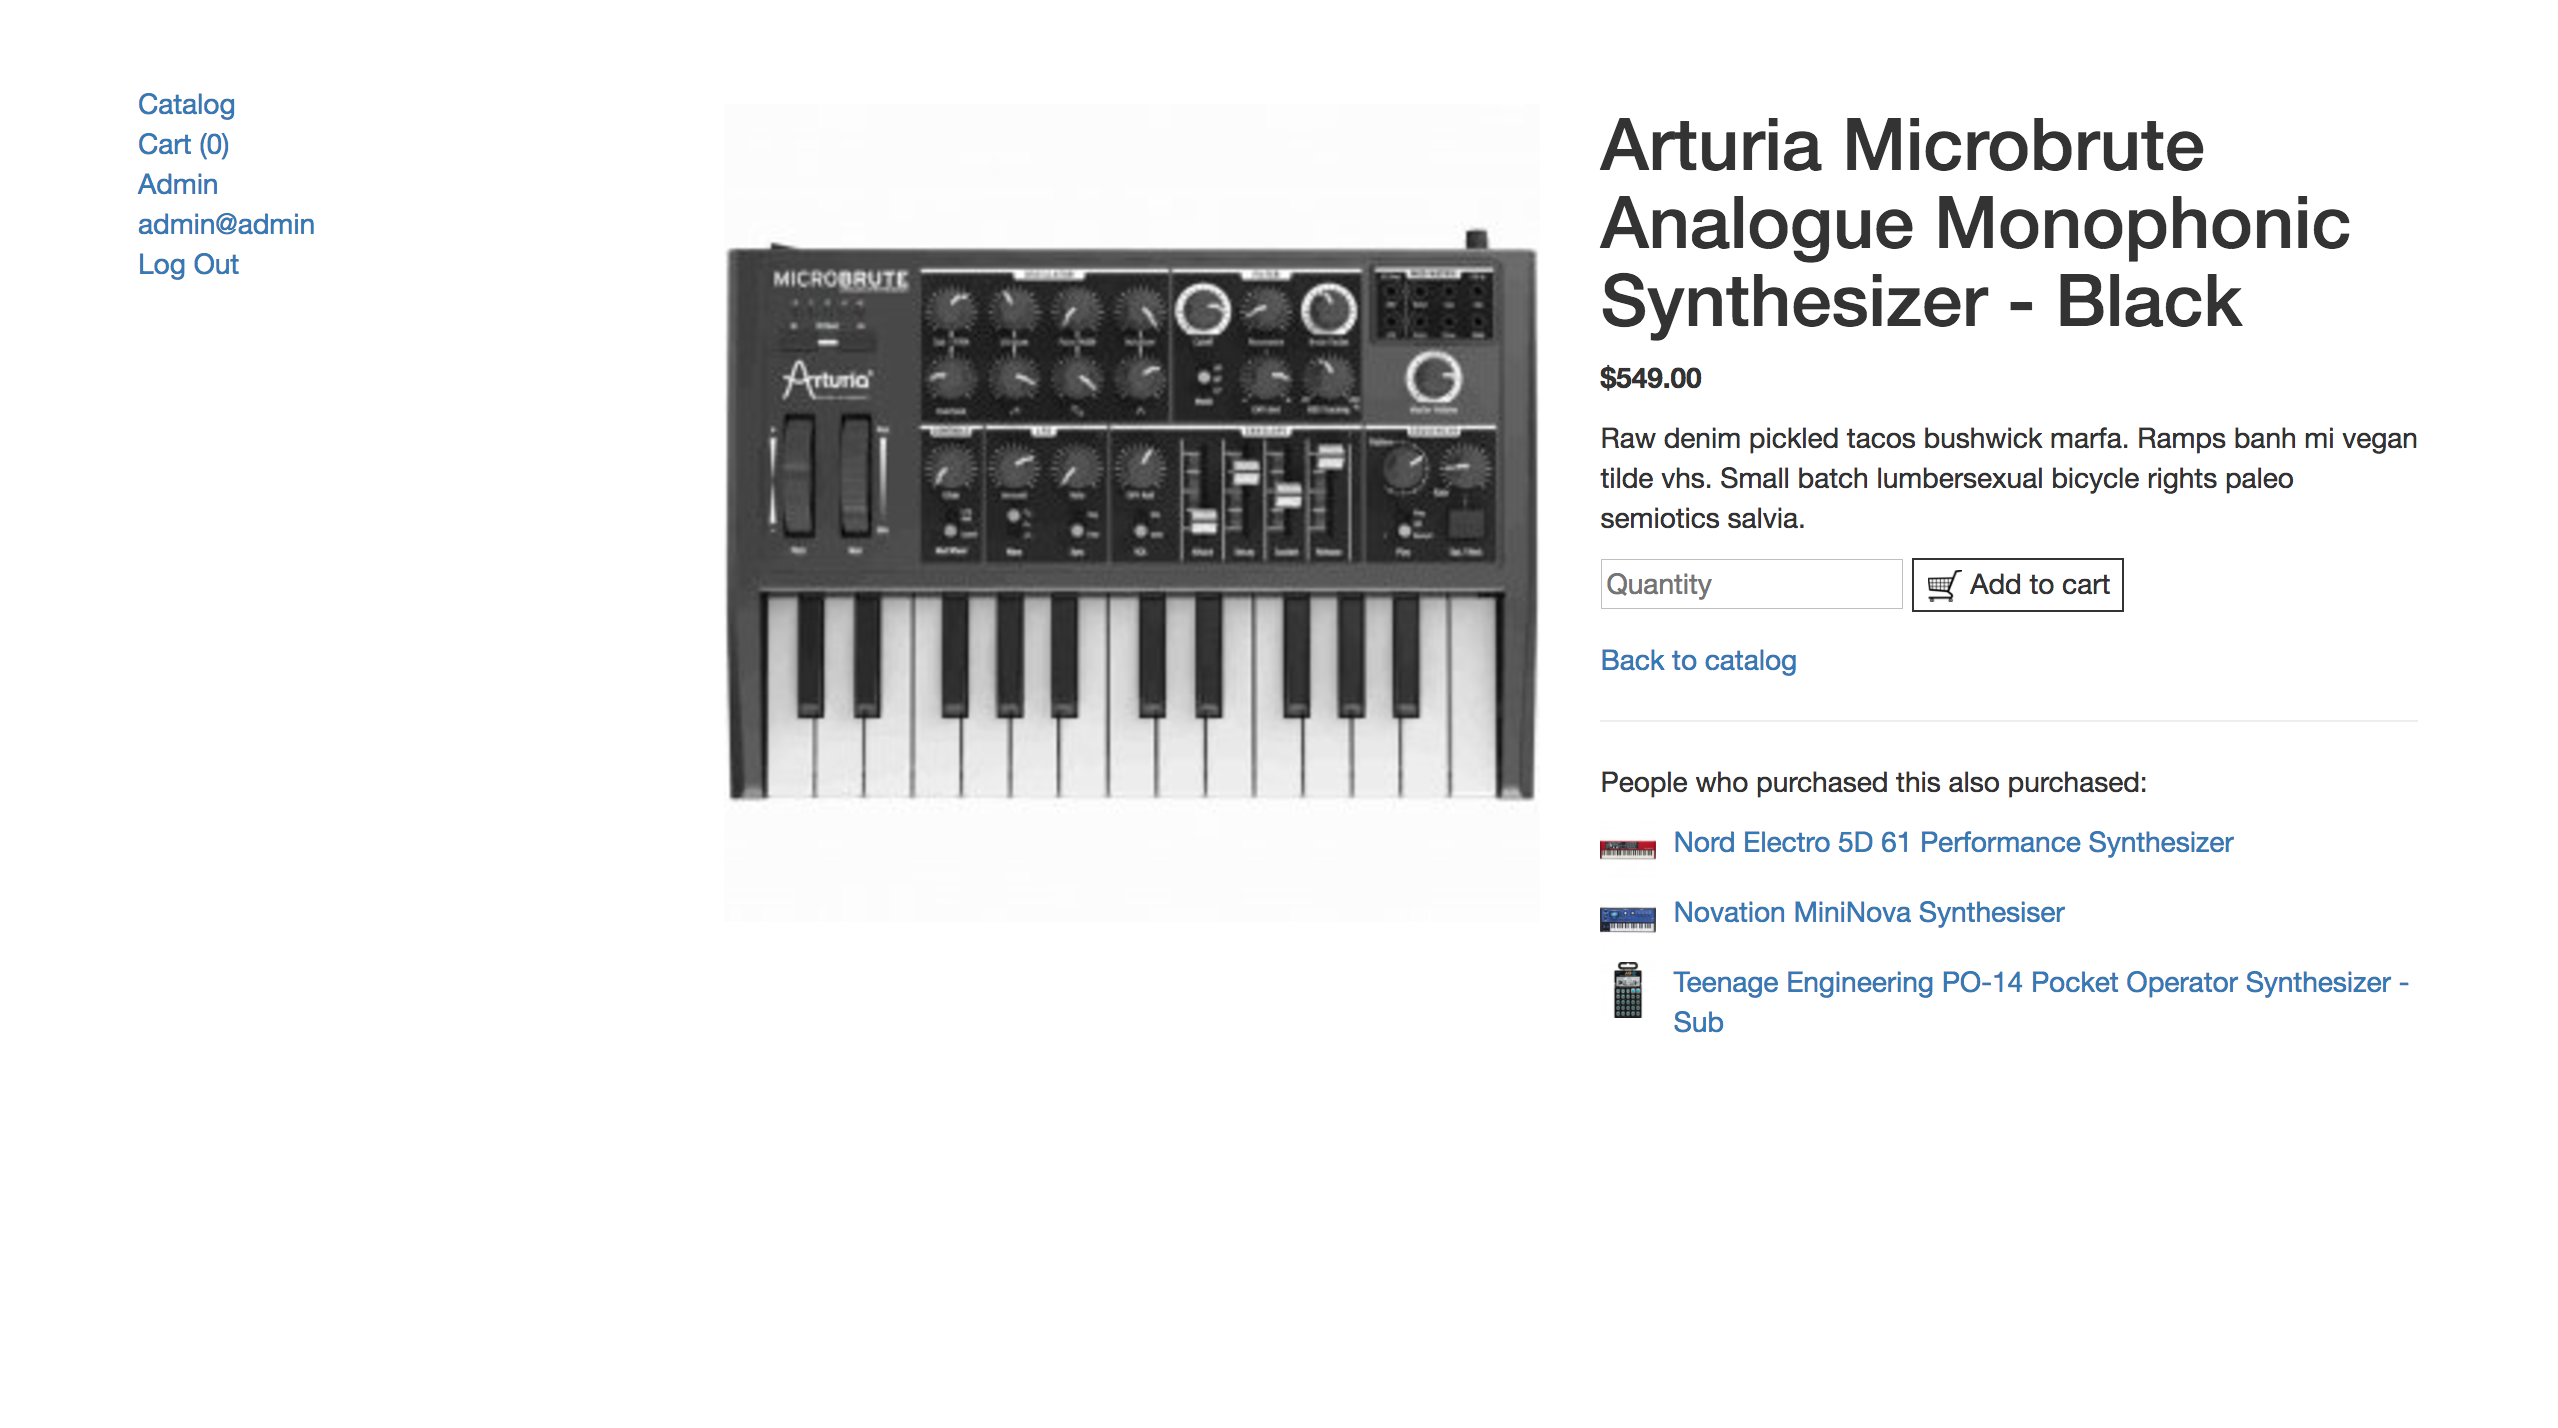 Catalog
Cart (0)
Admin
admin@admin
Log Out
MICROBRUTE
Arturia
Arturia Microbrute
Analogue Monophonic
Synthesizer - Black
$549.00
Raw denim pickled tacos bushwick marfa. Ramps banh mi vegan
tilde vhs. Small batch lumbersexual bicycle rights paleo
semiotics salvia.
Quantity
Add to cart
Back to catalog
People who purchased this also purchased:
Nord Electro 5D 61 Performance Synthesizer
Novation MiniNova Synthesiser
Teenage Engineering PO-14 Pocket Operator Synthesizer -
Sub